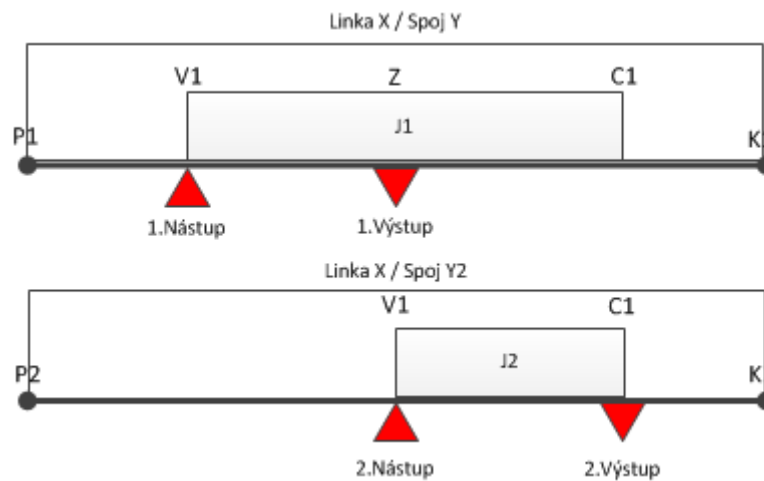 Linka X / Spoj Y
V1 Z C1
J1
P1 K
1.Nástup 1.Výstup
Linka X / Spoj Y2
V1 C1
J2
P2 K
2.Nástup 2.Výstup